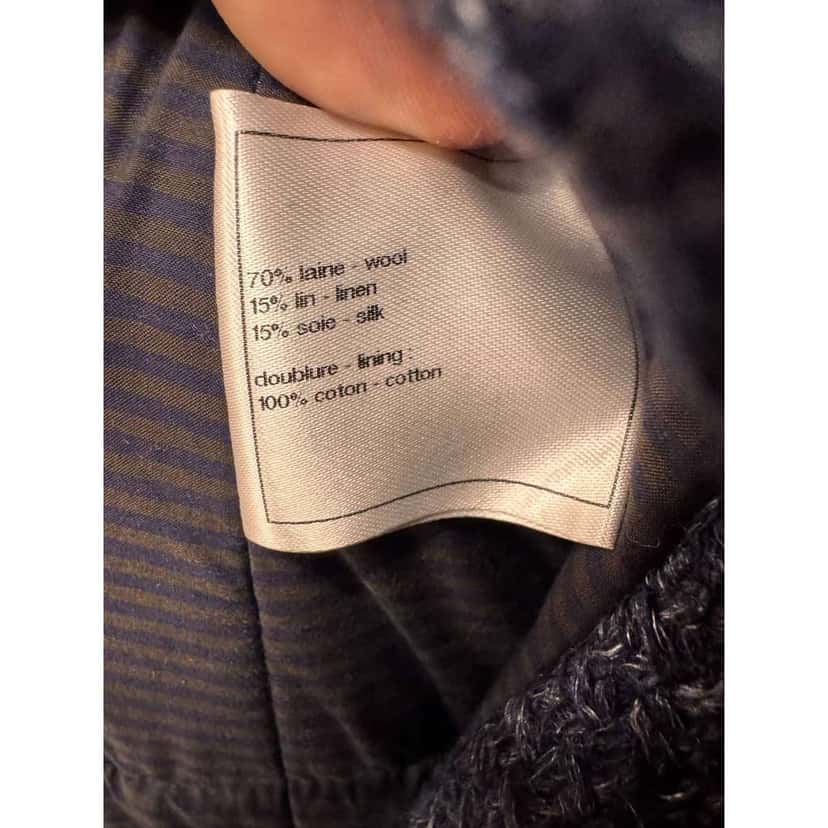 70% laine - wool
15% lin - linen
15% soie - silk
doublure - lining :
100% coton - cotton